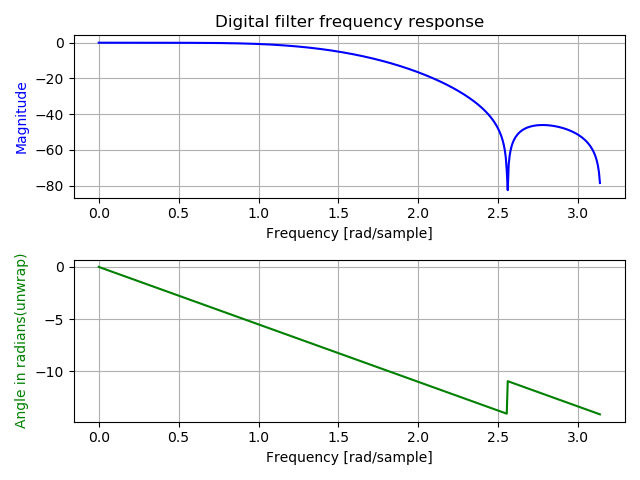 Digital filter frequency response
Magnitude
0
−20
−40
−60
−80
0.0 0.5 1.0 1.5 2.0 2.5 3.0
Frequency [rad/sample]
Angle in radians(unwrap)
0
−5
−10
0.0 0.5 1.0 1.5 2.0 2.5 3.0
Frequency [rad/sample]